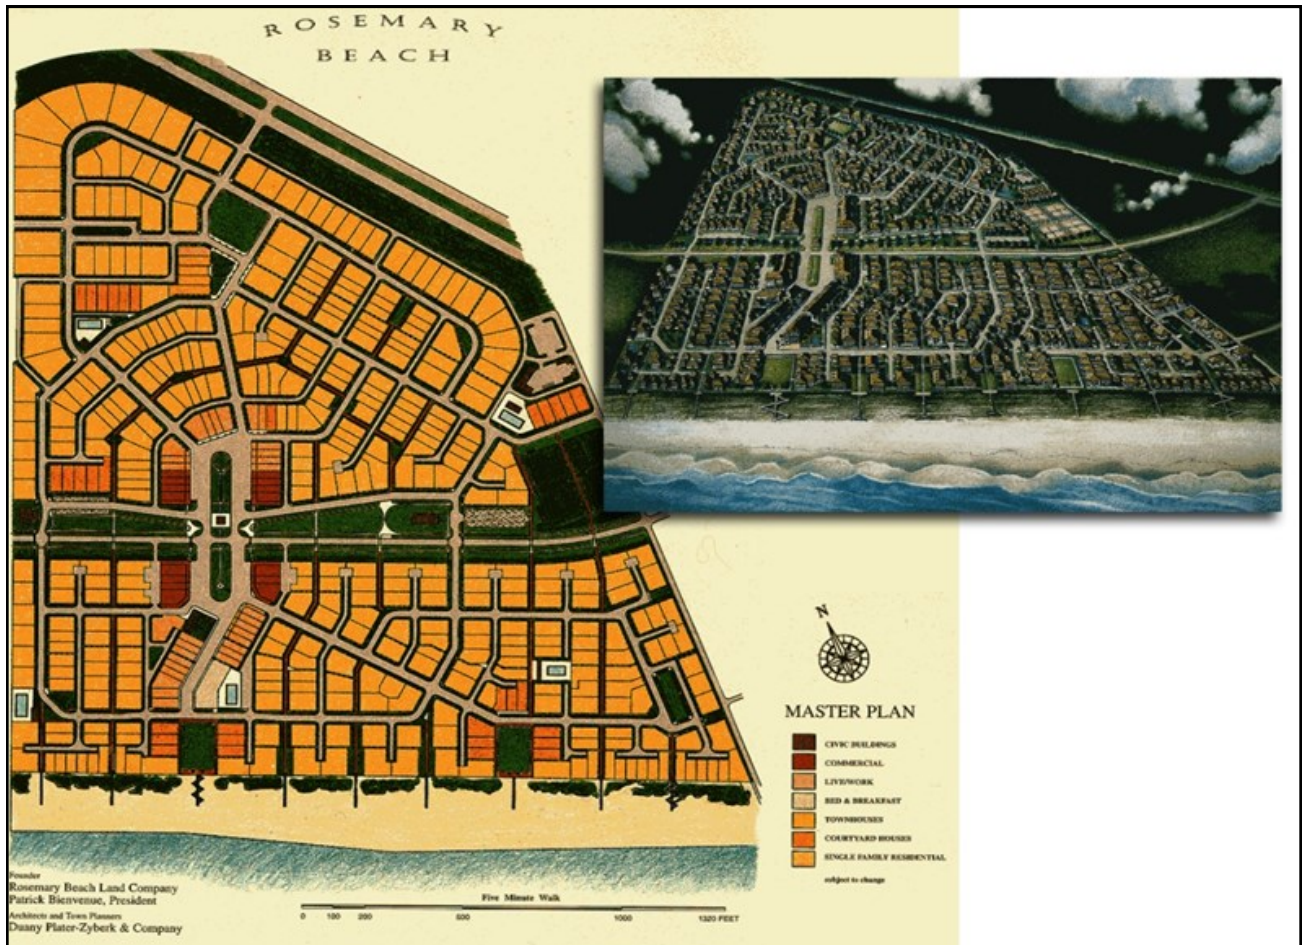 ROSEMARY
BEACH
N
MASTER PLAN
CIVIC BUILDINGS
COMMERCIAL
LIVE/WORK
BED & BREAKFAST
TOWNHOUSES
COURTYARD HOUSES
SINGLE FAMILY RESIDENTIAL
subject to change
Founder
Rosemary Beach Land Company
Patrick Bienvenue, President
Architects and Town Planners
Duany Plater-Zyberk & Company
Five Minute Walk
0 100 200 600 1000 1320 FEET